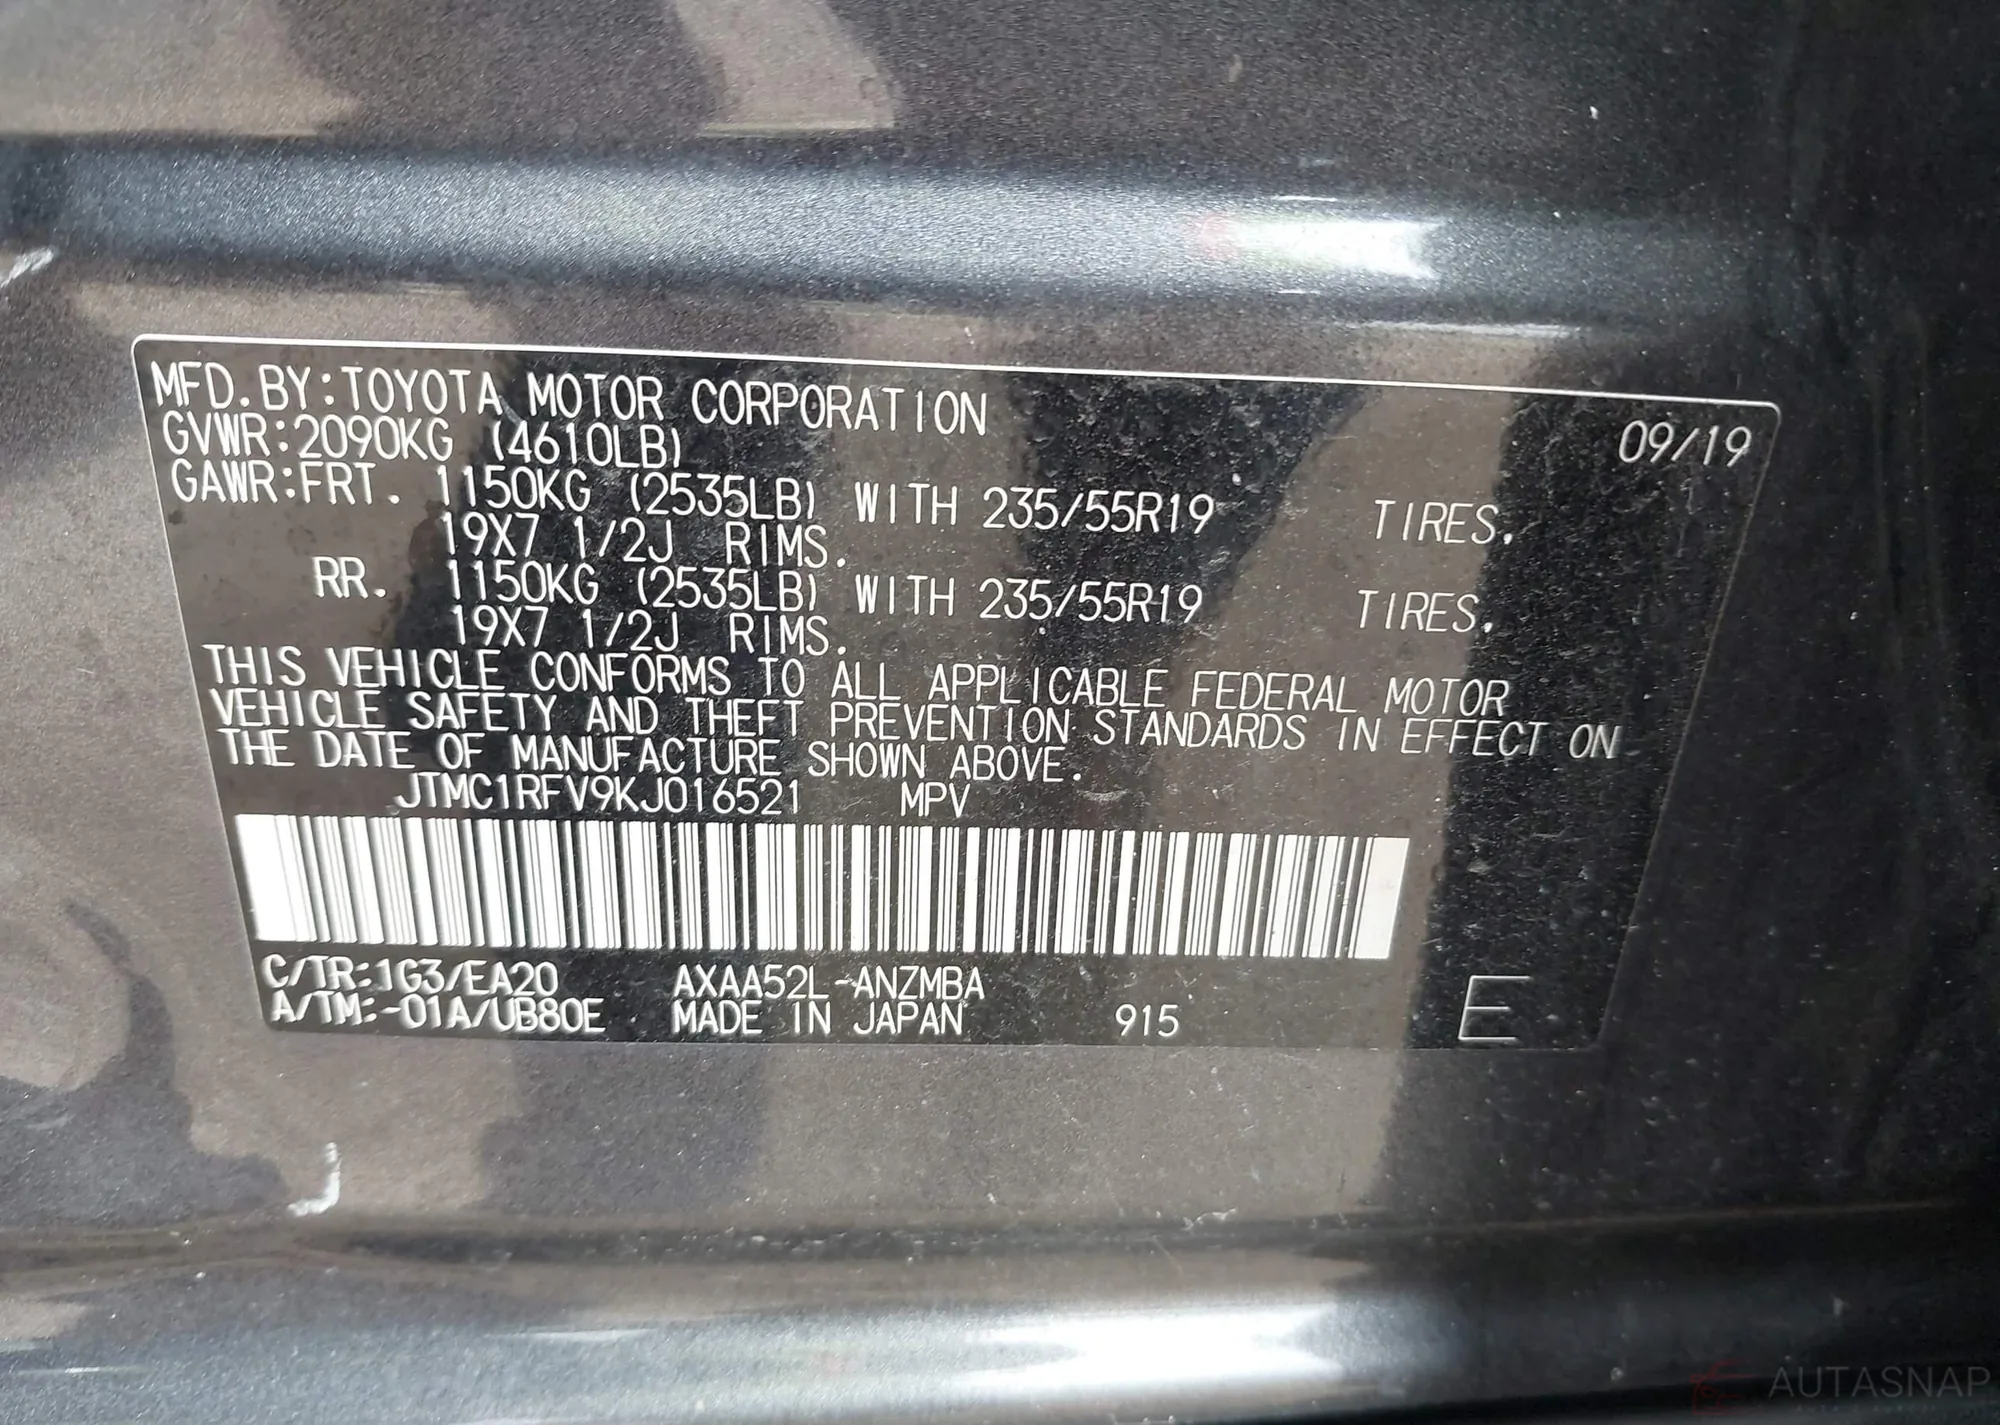 MFD. BY:TOYOTA MOTOR CORPORATION 09/19
GVWR:2090KG (4610LB)
GAWR:FRT. 1150KG (2535LB) WITH 235/55R19 TIRES.
19X7 1/2J RIMS.
RR. 1150KG (2535LB) WITH 235/55R19 TIRES.
19X7 1/2J RIMS.
THIS VEHICLE CONFORMS TO ALL APPLICABLE FEDERAL MOTOR
VEHICLE SAFETY AND THEFT PREVENTION STANDARDS IN EFFECT ON
THE DATE OF MANUFACTURE SHOWN ABOVE.
JTMC1RFV9KJ016521 MPV
C/TR:1G3/EA20 AXAA52L-ANZMBA
A/TM:-01A/UB80E MADE IN JAPAN 915 E
AUTASNAP